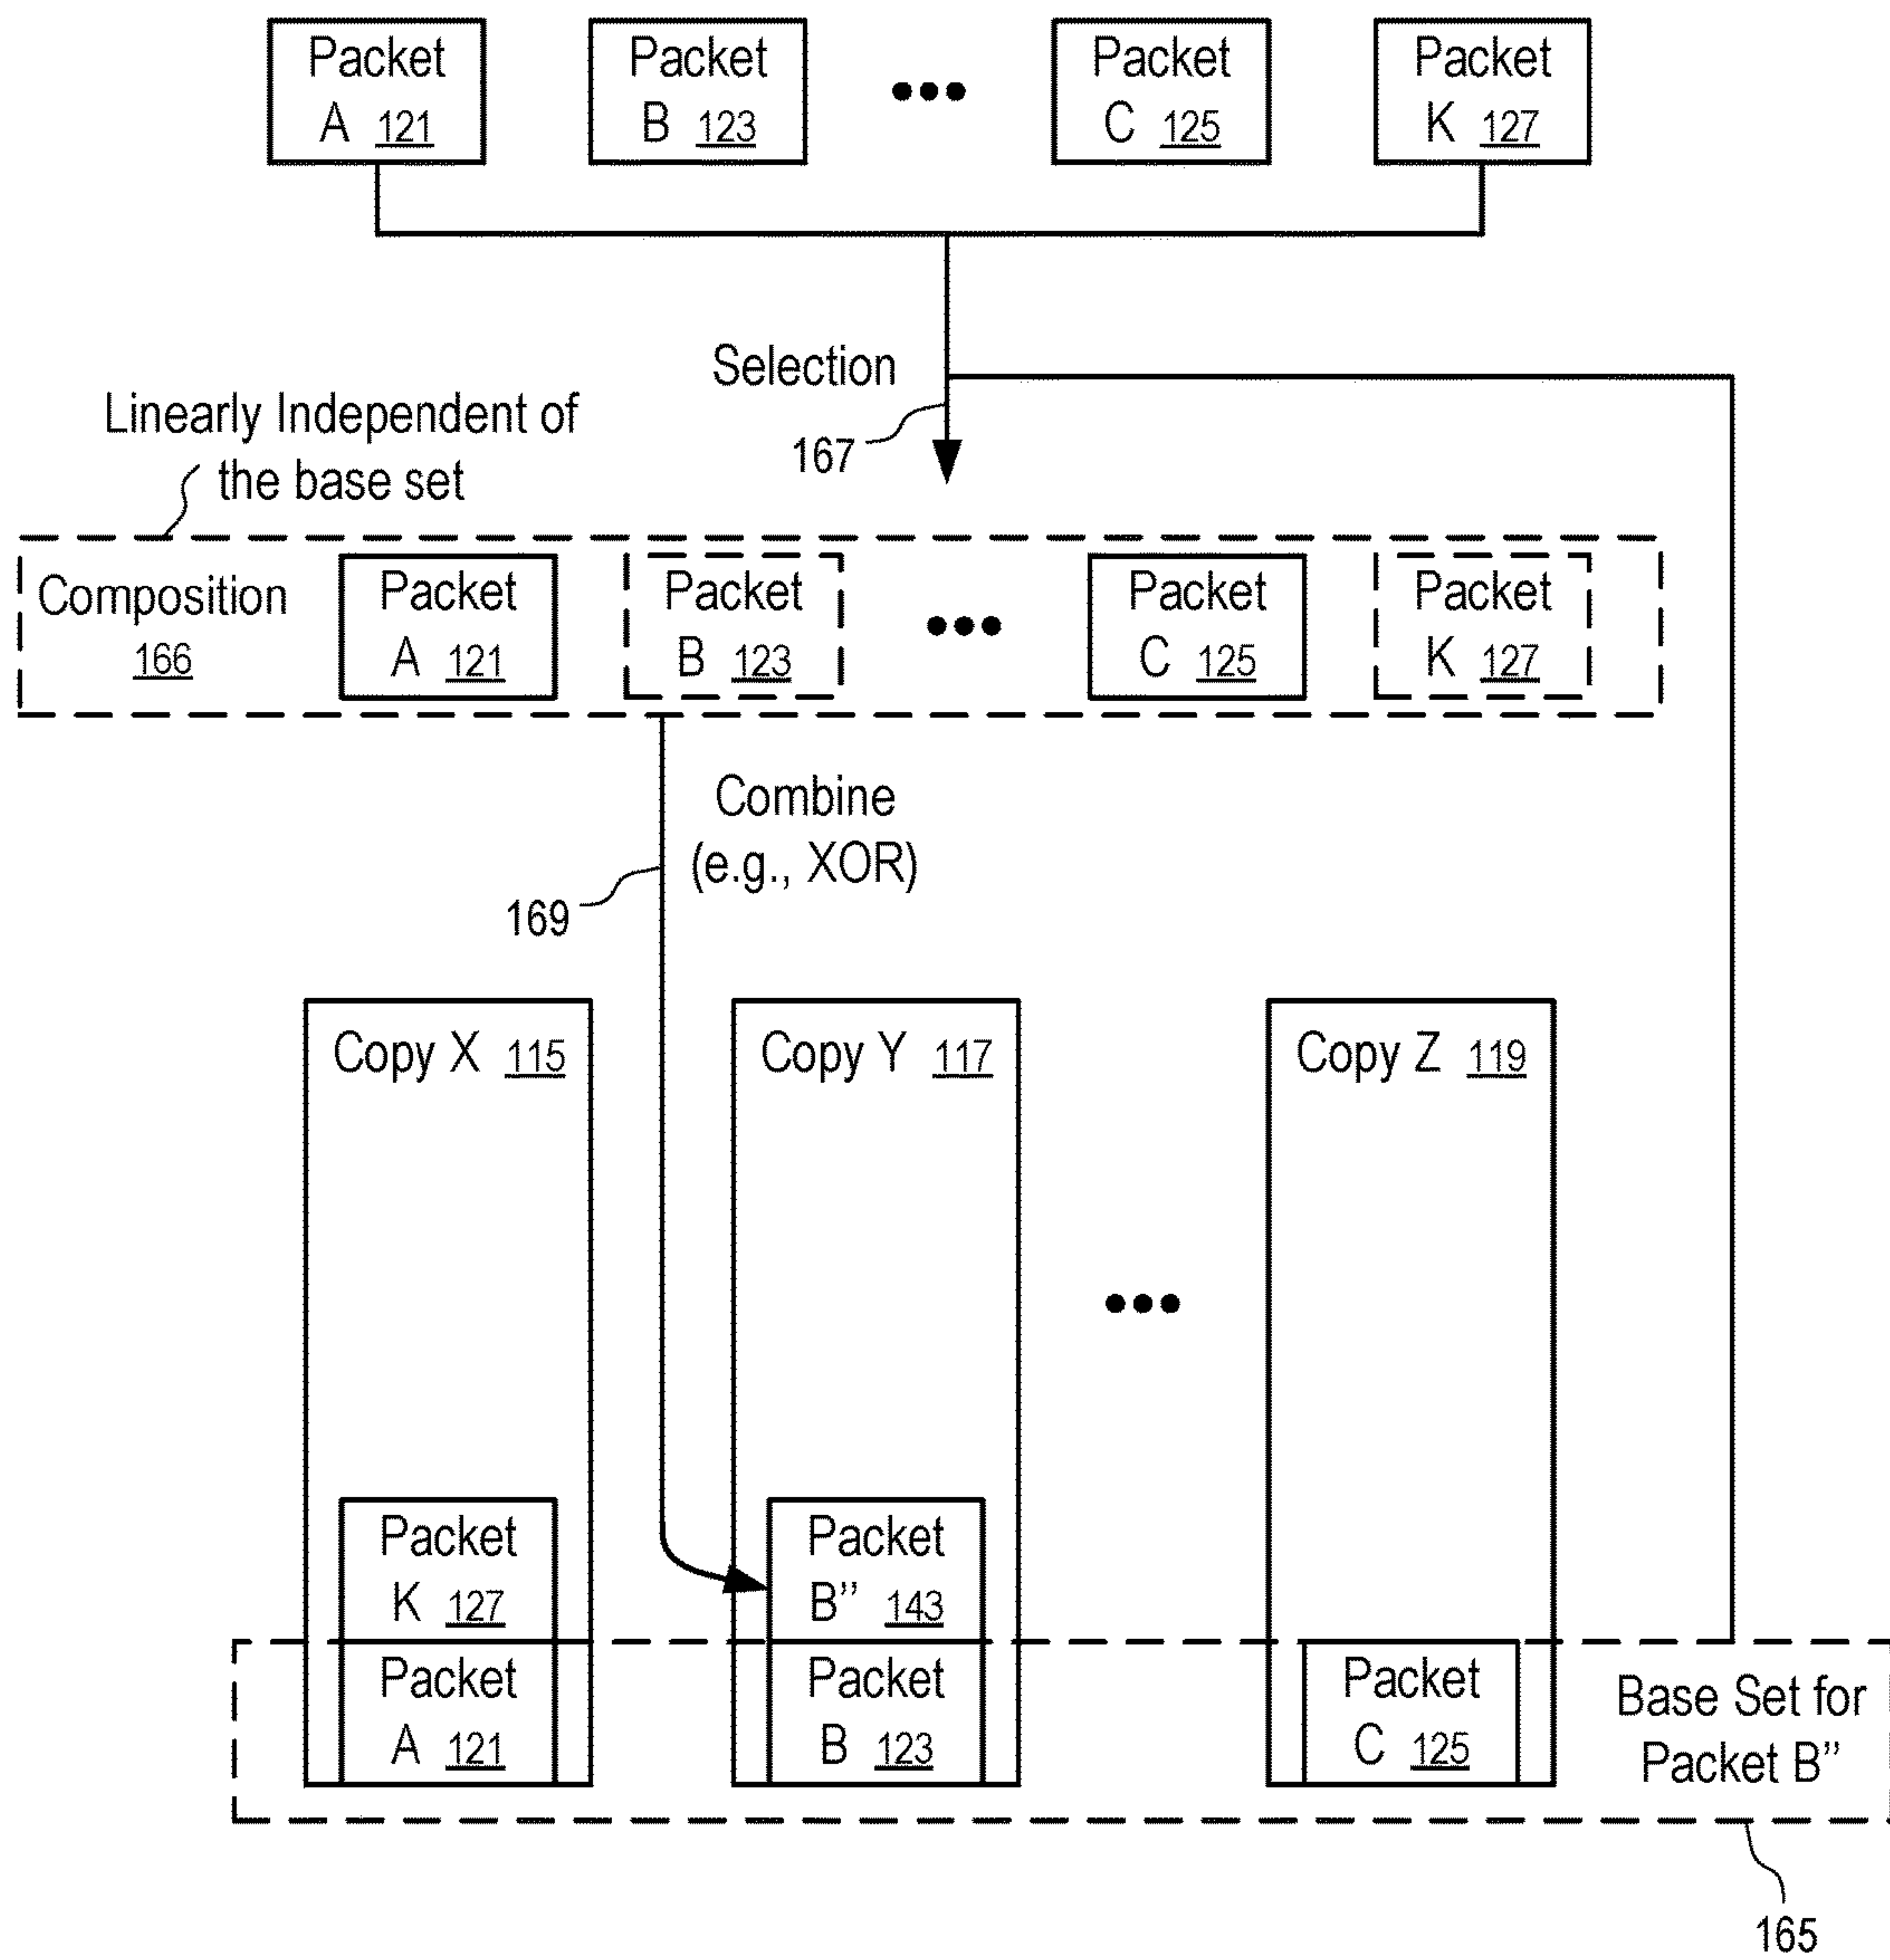 Packet
A 121
Packet
B 123
Packet
C 125
Packet
K 127
Selection
167
Linearly Independent of
the base set
Composition
166
Packet
A 121
Packet
B 123
Packet
C 125
Packet
K 127
Combine
(e.g., XOR)
169
Copy X 115
Copy Y 117
Copy Z 119
Packet
K 127
Packet
B’’ 143
Packet
A 121
Packet
B 123
Packet
C 125
Base Set for
Packet B’’
165